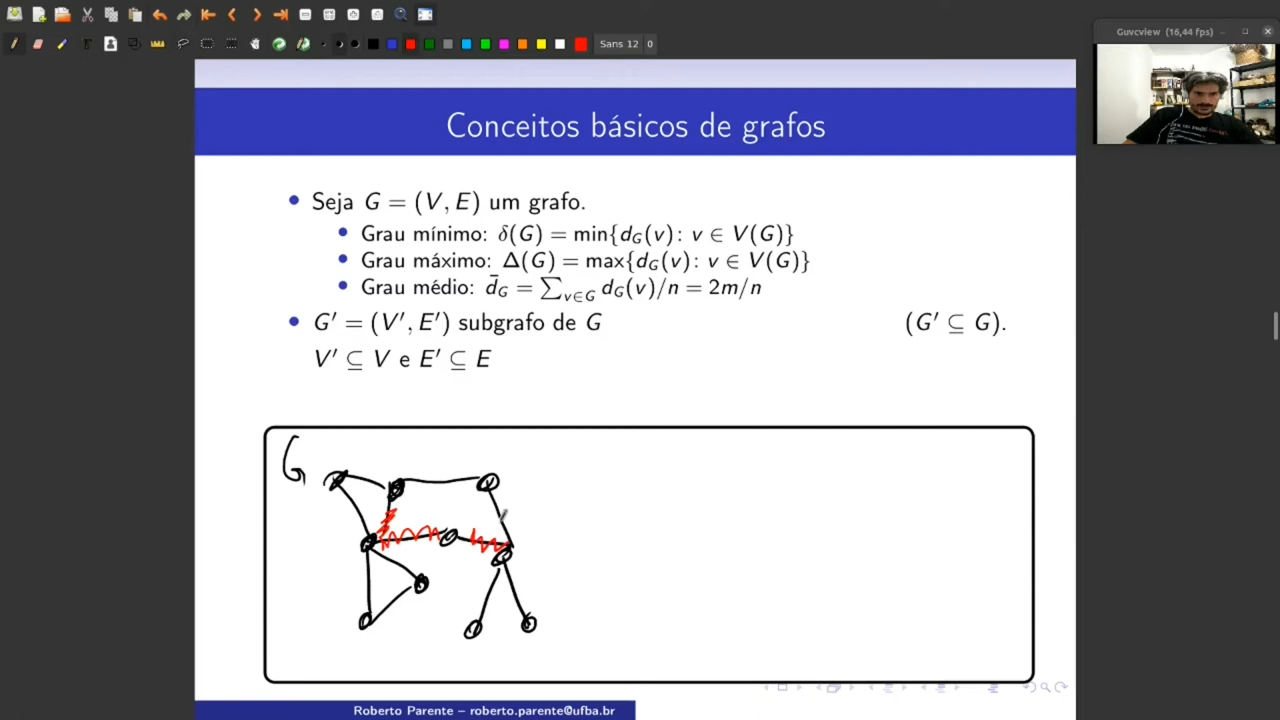 Sans 12 0
Guvcview (16,44 fps)
Conceitos básicos de grafos
• Seja G = (V, E) um grafo.
• Grau mínimo: δ(G) = min{d_G(v): v ∈ V(G)}
• Grau máximo: Δ(G) = max{d_G(v): v ∈ V(G)}
• Grau médio: d̄_G = ∑_{v∈G} d_G(v)/n = 2m/n
• G′ = (V′, E′) subgrafo de G (G′ ⊆ G).
V′ ⊆ V e E′ ⊆ E
G
Roberto Parente – roberto.parente@ufba.br